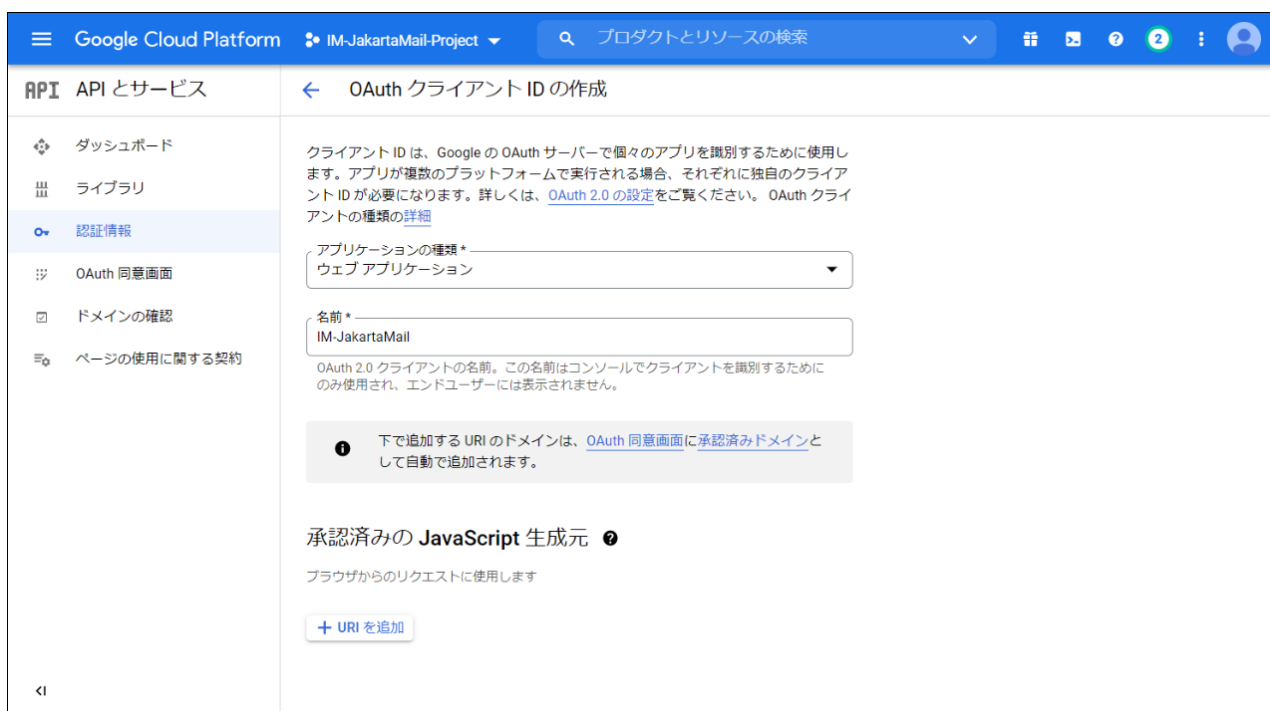 Google Cloud Platform
IM-JakartaMail-Project
プロダクトとリソースの検索
2
API API とサービス
OAuth クライアント ID の作成
ダッシュボード
ライブラリ
認証情報
OAuth 同意画面
ドメインの確認
ページの使用に関する契約
クライアント ID は、Google の OAuth サーバーで個々のアプリを識別するために使用し
ます。アプリが複数のプラットフォームで実行される場合、それぞれに独自のクライア
ント ID が必要になります。詳しくは、OAuth 2.0 の設定をご覧ください。 OAuth クライ
アントの種類の詳細
アプリケーションの種類 *
ウェブ アプリケーション
名前 *
IM-JakartaMail
OAuth 2.0 クライアントの名前。この名前はコンソールでクライアントを識別するために
のみ使用され、エンドユーザーには表示されません。
下で追加する URI のドメインは、OAuth 同意画面に承認済みドメインと
して自動で追加されます。
承認済みの JavaScript 生成元
ブラウザからのリクエストに使用します
+ URI を追加